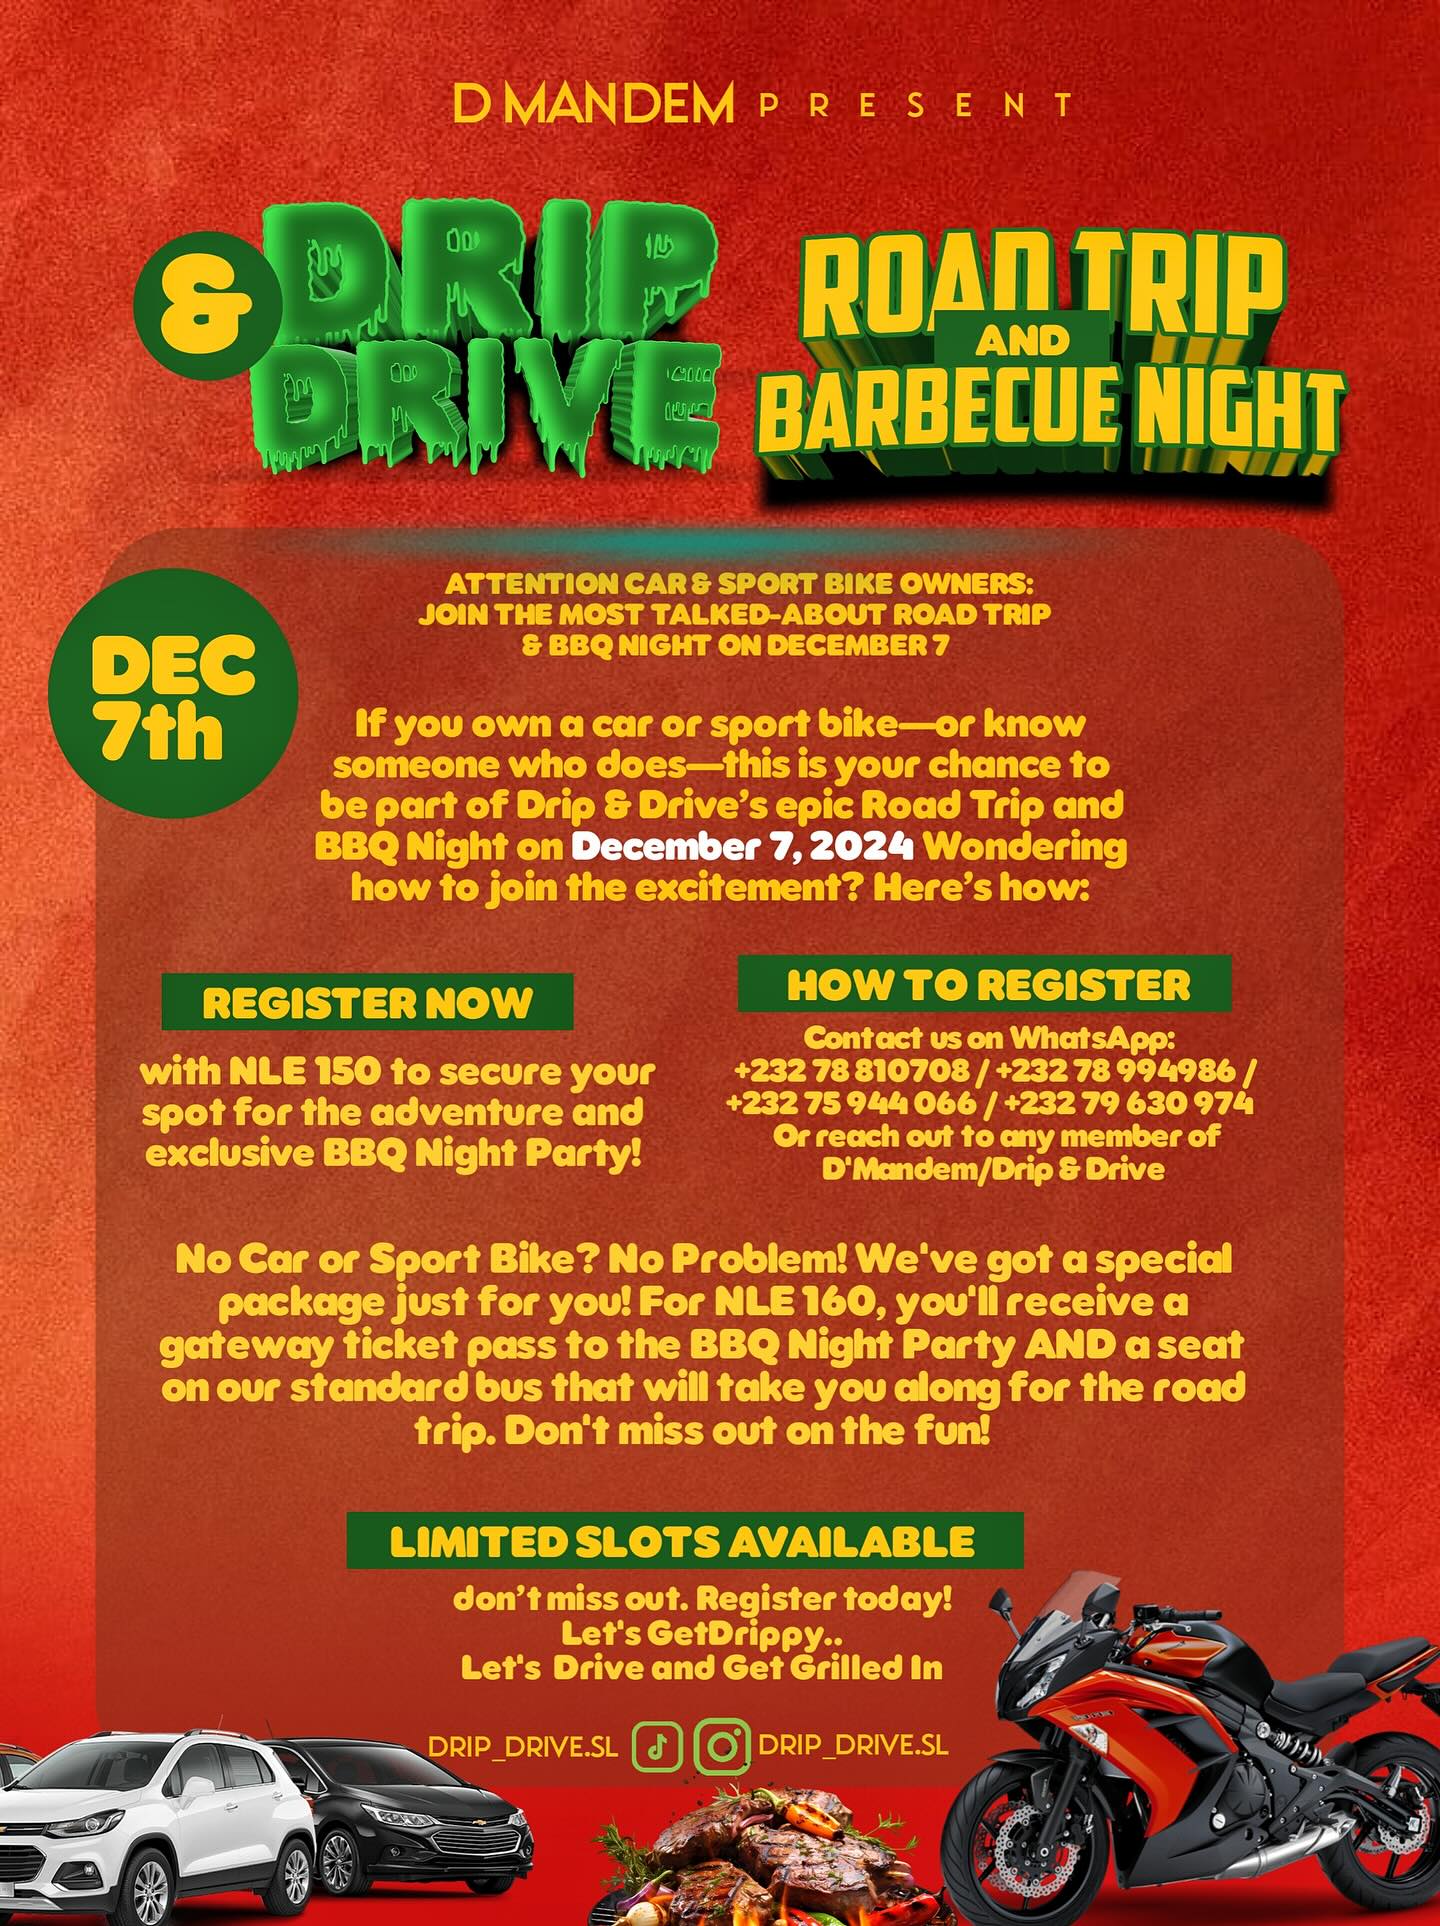 D MANDEM PRESENT
DRIP
&
DRIVE
ROAD TRIP
AND
BARBECUE NIGHT
DEC
7th
ATTENTION CAR & SPORT BIKE OWNERS:
JOIN THE MOST TALKED-ABOUT ROAD TRIP
& BBQ NIGHT ON DECEMBER 7
If you own a car or sport bike—or know
someone who does—this is your chance to
be part of Drip & Drive’s epic Road Trip and
BBQ Night on December 7, 2024 Wondering
how to join the excitement? Here’s how:
REGISTER NOW
with NLE 150 to secure your
spot for the adventure and
exclusive BBQ Night Party!
HOW TO REGISTER
Contact us on WhatsApp:
+232 78 810708 / +232 78 994986 /
+232 75 944 066 / +232 79 630 974
Or reach out to any member of
D'Mandem/Drip & Drive
No Car or Sport Bike? No Problem! We've got a special
package just for you! For NLE 160, you'll receive a
gateway ticket pass to the BBQ Night Party AND a seat
on our standard bus that will take you along for the road
trip. Don't miss out on the fun!
LIMITED SLOTS AVAILABLE
don’t miss out. Register today!
Let's GetDrippy..
Let's Drive and Get Grilled In
DRIP_DRIVE.SL DRIP_DRIVE.SL